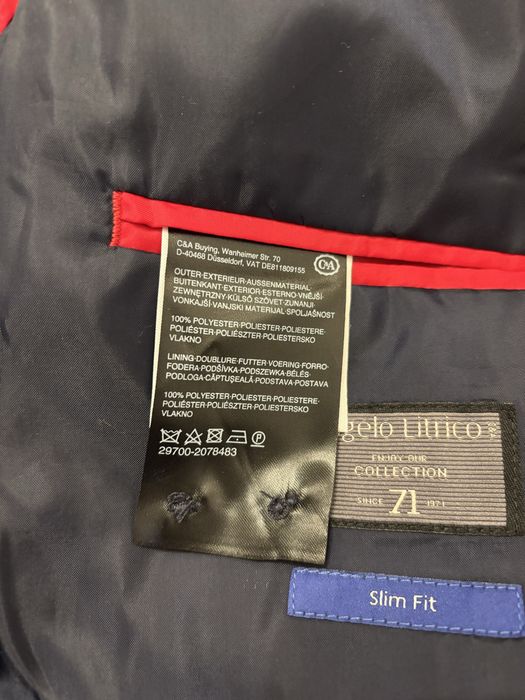 C&A Buying, Wanheimer Str. 70
D-40468 Düsseldorf, VAT DE811809155
C&A
OUTER·EXTERIEUR·AUSSENMATERIAL
BUITENKANT·EXTERIOR·ESTERNO·VNĚJŠÍ·
ZEWNĘTRZNY·KÜLSŐ SZÖVET·ZUNANJI·
VONKAJŠÍ·VANJSKI MATERIJAL·SPOLJAŠNOST
100% POLYESTER·POLIESTER·POLIESTERE·
POLIÉSTER·POLIÉSZTER·POLIESTERSKO
VLAKNO
LINING·DOUBLURE·FUTTER·VOERING·FORRO·
FODERA·PODŠÍVKA·PODSZEWKA·BÉLÉS·
PODLOGA·CĂPTUŞEALĂ·PODSTAVA·POSTAVA
100% POLYESTER·POLIESTER·POLIESTERE·
POLIÉSTER·POLIÉSZTER·POLIESTERSKO
VLAKNO
29700-2078483
gelo Litrico
ENJOY OUR
COLLECTION
SINCE 71 1971
Slim Fit